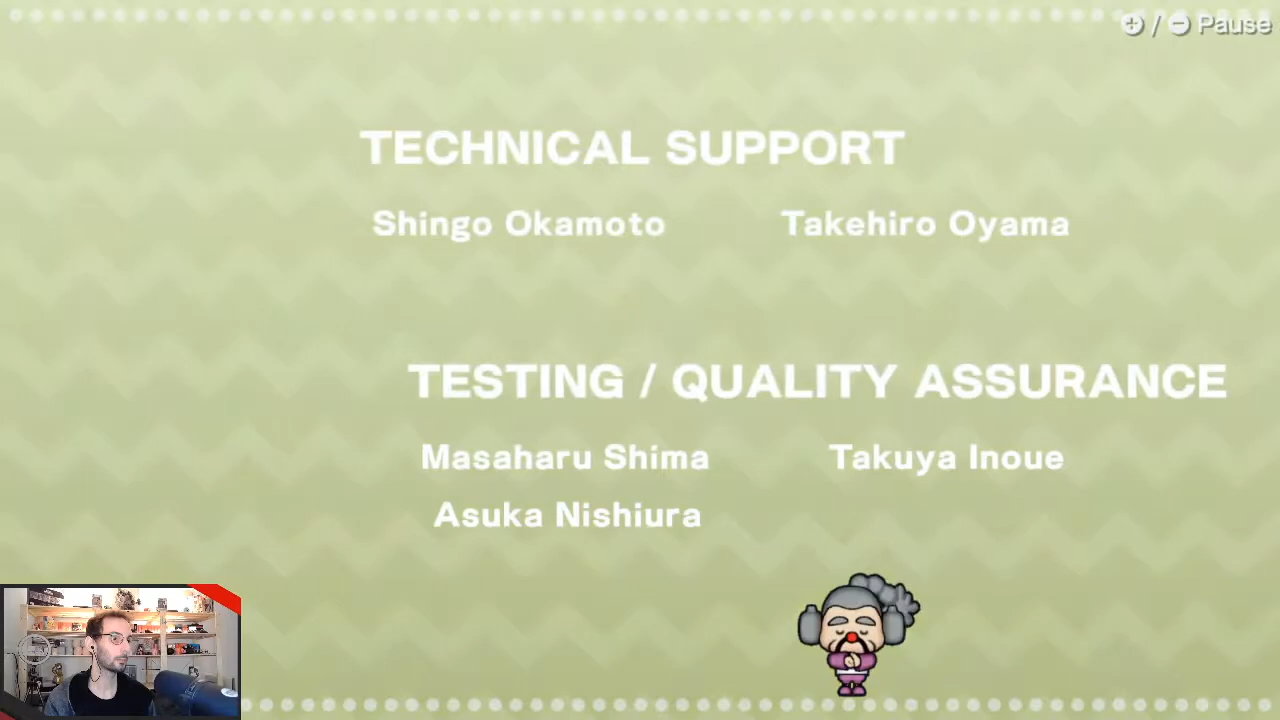 + / - Pause
TECHNICAL SUPPORT
Shingo Okamoto Takehiro Oyama
TESTING / QUALITY ASSURANCE
Masaharu Shima Takuya Inoue
Asuka Nishiura